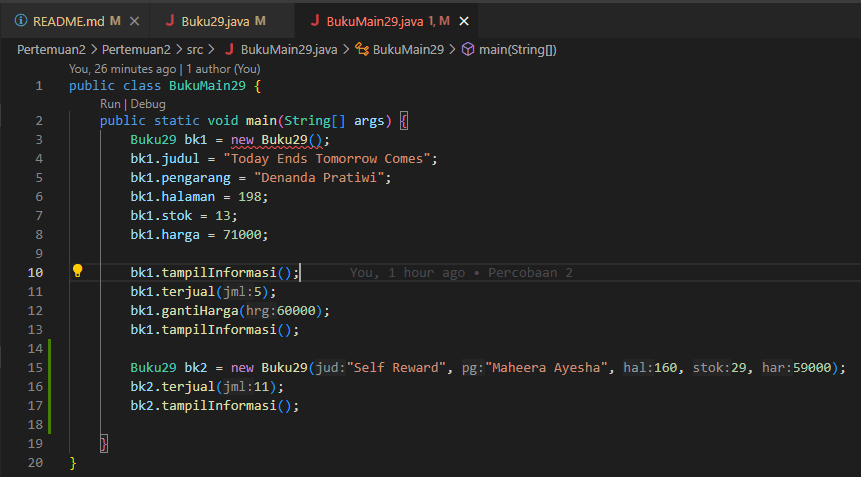 README.md M Buku29.java M BukuMain29.java 1, M
Pertemuan2 > Pertemuan2 > src > BukuMain29.java > BukuMain29 > main(String[])
You, 26 minutes ago | 1 author (You)
1 public class BukuMain29 {
Run | Debug
2 public static void main(String[] args) {
3 Buku29 bk1 = new Buku29();
4 bk1.judul = "Today Ends Tomorrow Comes";
5 bk1.pengarang = "Denanda Pratiwi";
6 bk1.halaman = 198;
7 bk1.stok = 13;
8 bk1.harga = 71000;
9
10 bk1.tampilInformasi(); You, 1 hour ago • Percobaan 2
11 bk1.terjual(jml:5);
12 bk1.gantiHarga(hrg:60000);
13 bk1.tampilInformasi();
14
15 Buku29 bk2 = new Buku29(jud:"Self Reward", pg:"Maheera Ayesha", hal:160, stok:29, har:59000);
16 bk2.terjual(jml:11);
17 bk2.tampilInformasi();
18
19 }
20 }